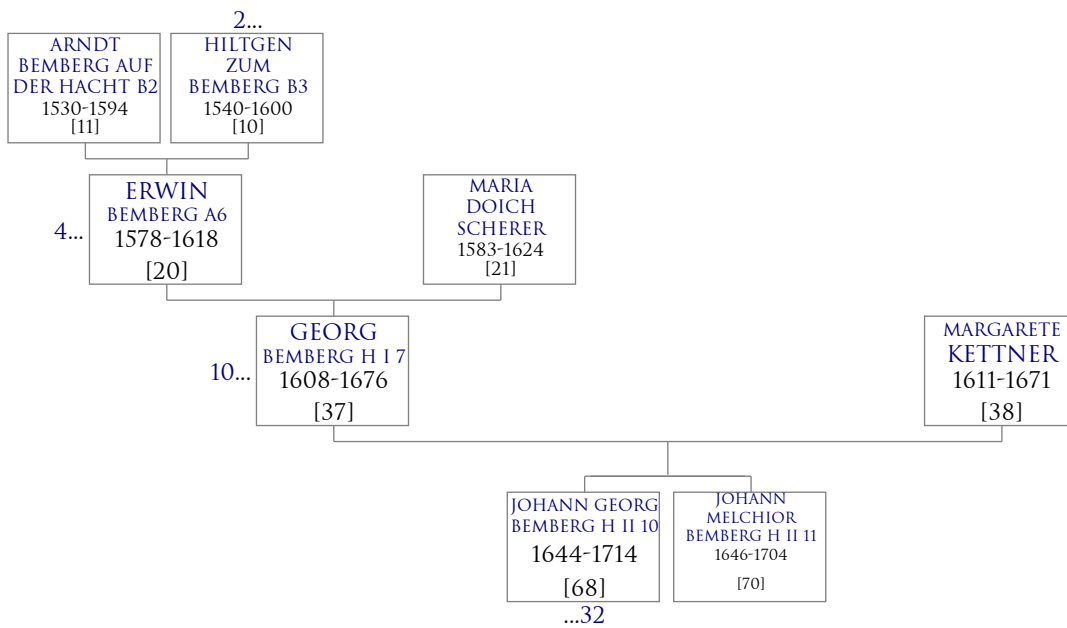 2...
ARNDT
BEMBERG AUF
DER HACHT B2
1530-1594
[11]
HILTGEN
ZUM
BEMBERG B3
1540-1600
[10]
4...
ERWIN
BEMBERG A6
1578-1618
[20]
MARIA
DOICH
SCHERER
1583-1624
[21]
10...
GEORG
BEMBERG H I 7
1608-1676
[37]
MARGARETE
KETTNER
1611-1671
[38]
JOHANN GEORG
BEMBERG H II 10
1644-1714
[68]
JOHANN
MELCHIOR
BEMBERG H II 11
1646-1704
[70]
...32